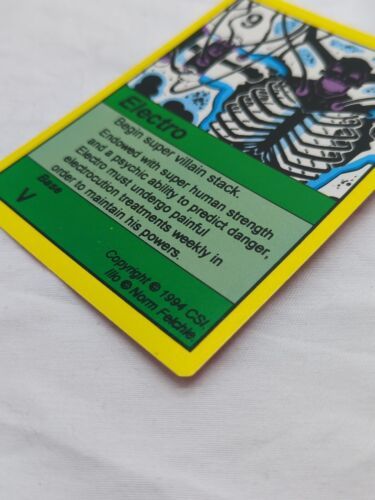 9
Electro
Begin super villain stack.
Endowed with super human strength
and a psychic ability to predict danger,
Electro must undergo painful
electrocution treatments weekly in
order to maintain his powers.
Base
V
Copyright © 1994 CSI,
illo © Norm Felchle.